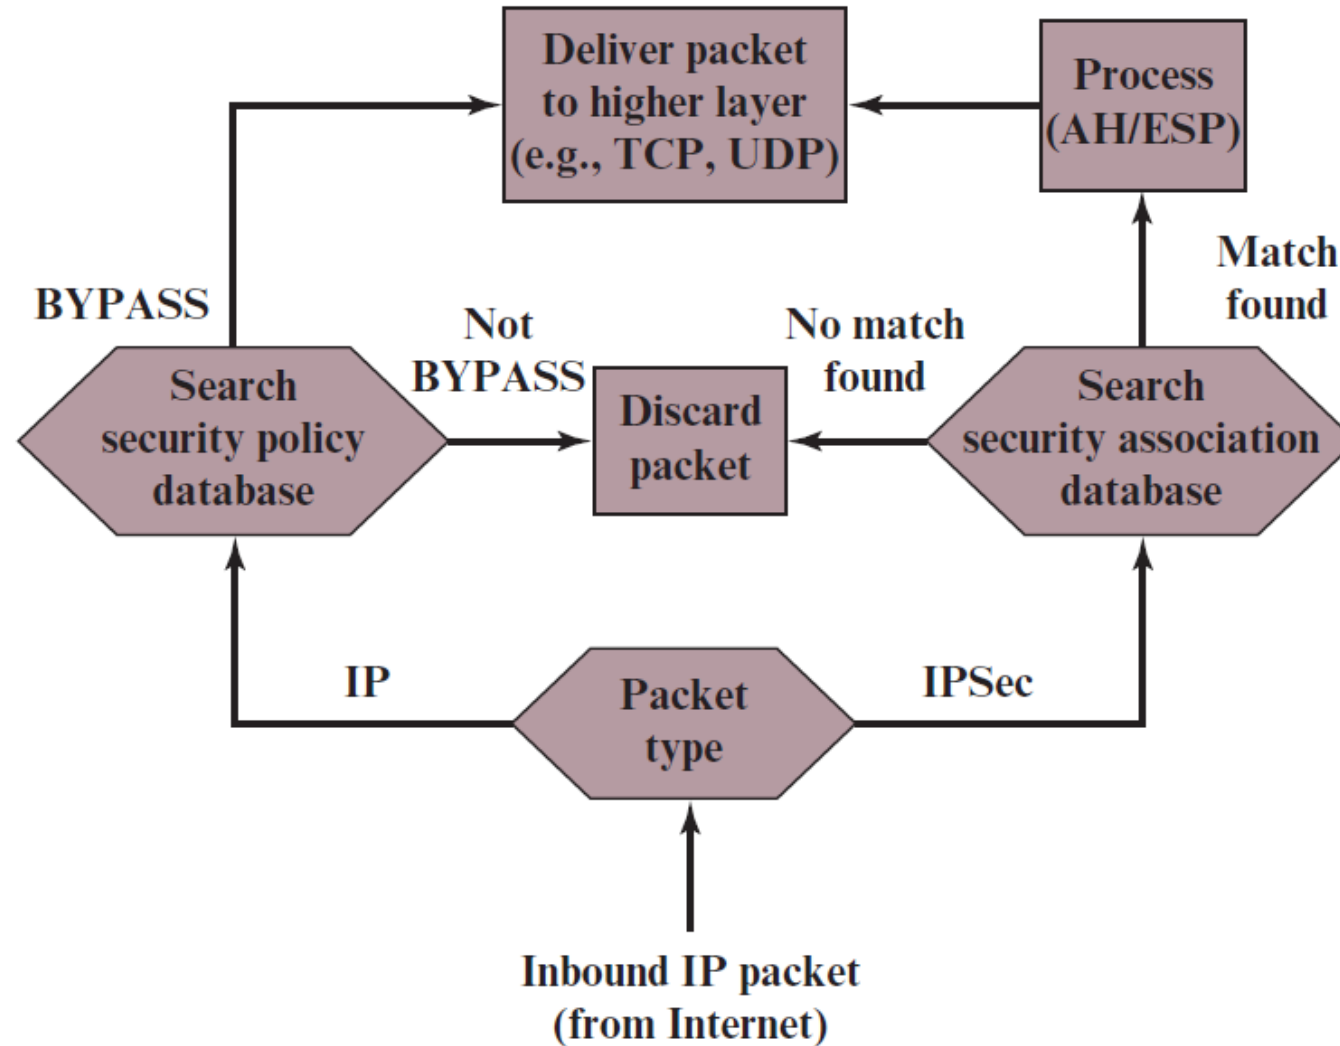 Deliver packet
to higher layer
(e.g., TCP, UDP)
Process
(AH/ESP)
BYPASS
Not
BYPASS
No match
found
Match
found
Search
security policy
database
Discard
packet
Search
security association
database
IP
Packet
type
IPSec
Inbound IP packet
(from Internet)